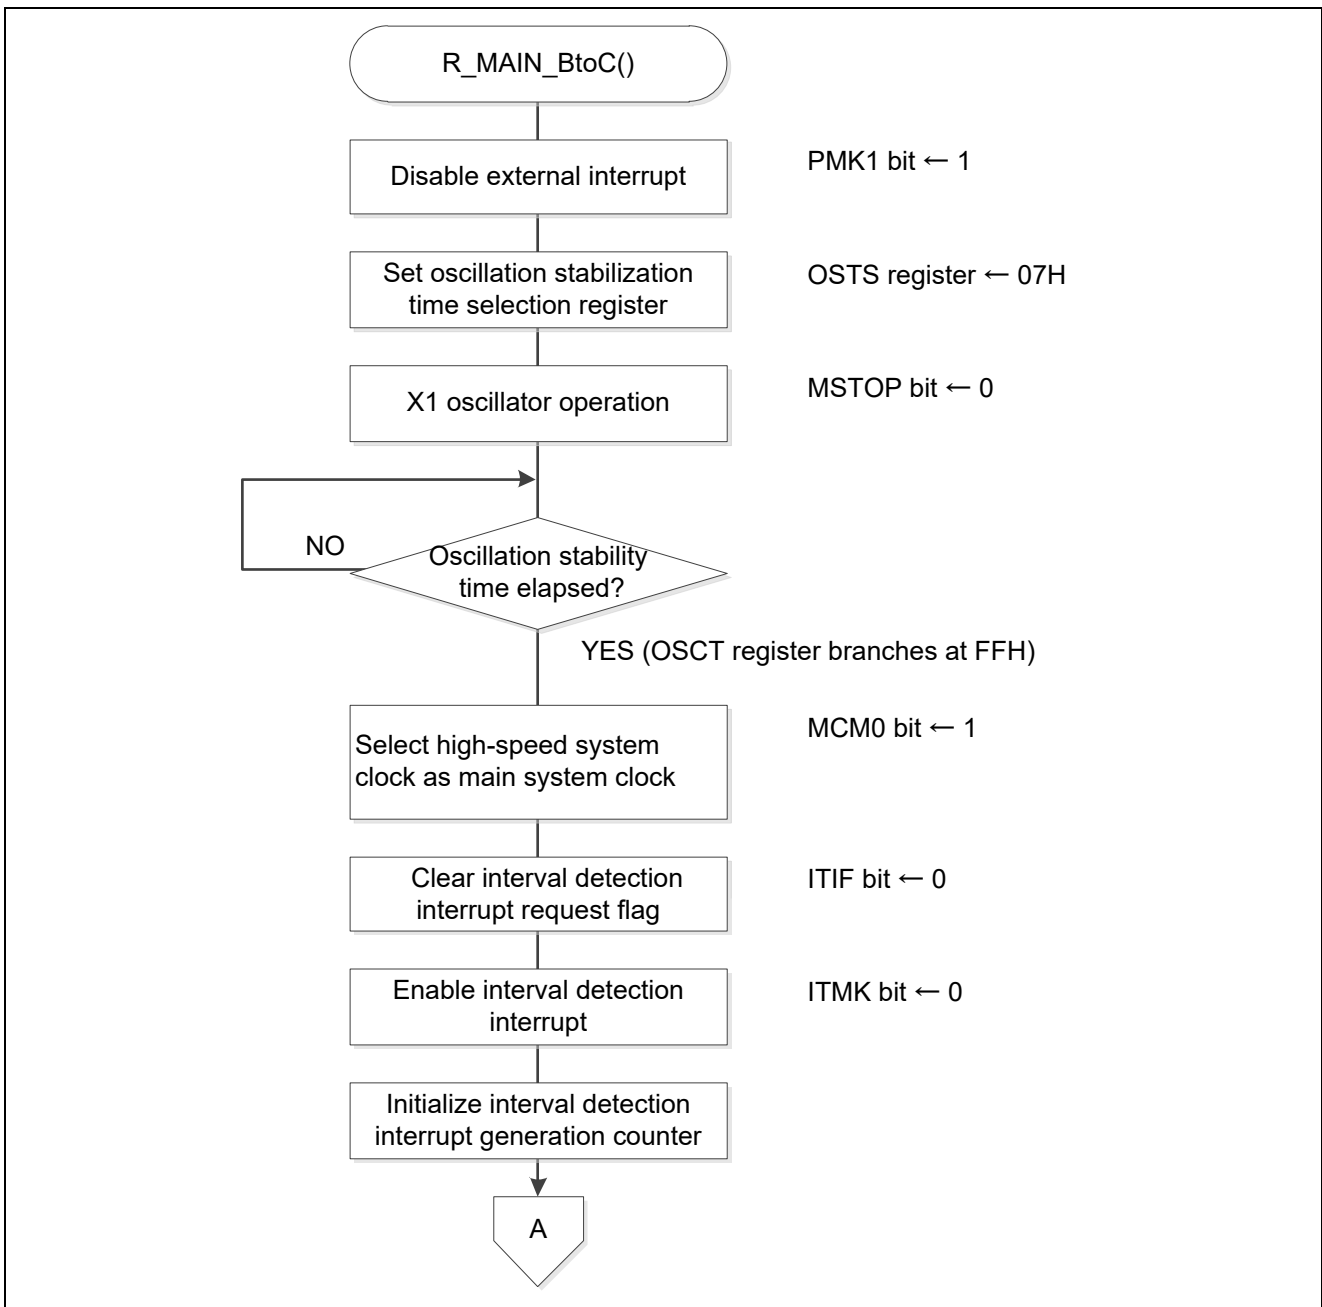 R_MAIN_BtoC()
Disable external interrupt
PMK1 bit ← 1
Set oscillation stabilization
time selection register
OSTS register ← 07H
X1 oscillator operation
MSTOP bit ← 0
NO
Oscillation stability
time elapsed?
YES (OSCT register branches at FFH)
Select high-speed system
clock as main system clock
MCM0 bit ← 1
Clear interval detection
interrupt request flag
ITIF bit ← 0
Enable interval detection
interrupt
ITMK bit ← 0
Initialize interval detection
interrupt generation counter
A